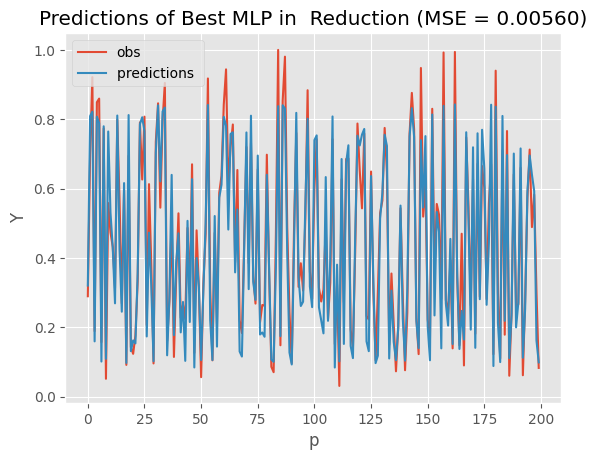 Predictions of Best MLP in  Reduction (MSE = 0.00560)
obs
predictions
1.0
0.8
0.6
0.4
0.2
0.0
Y
0 25 50 75 100 125 150 175 200
p